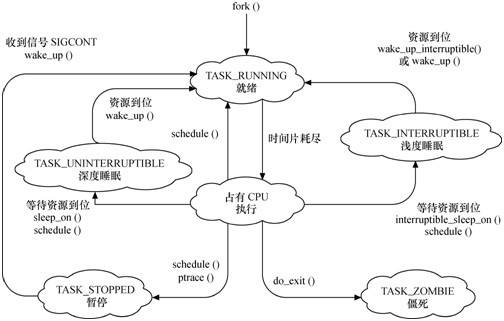 fork ()
收到信号 SIGCONT
wake_up ()
资源到位
wake_up_interruptible()
或 wake_up ()
TASK_RUNNING
就绪
资源到位
wake_up ()
schedule ()
时间片耗尽
TASK_UNINTERRUPTIBLE
深度睡眠
TASK_INTERRUPTIBLE
浅度睡眠
占有 CPU
执行
等待资源到位
sleep_on ()
schedule ()
等待资源到位
interruptible_sleep_on ()
schedule ()
schedule ()
ptrace ()
do_exit ()
TASK_STOPPED
暂停
TASK_ZOMBIE
僵死